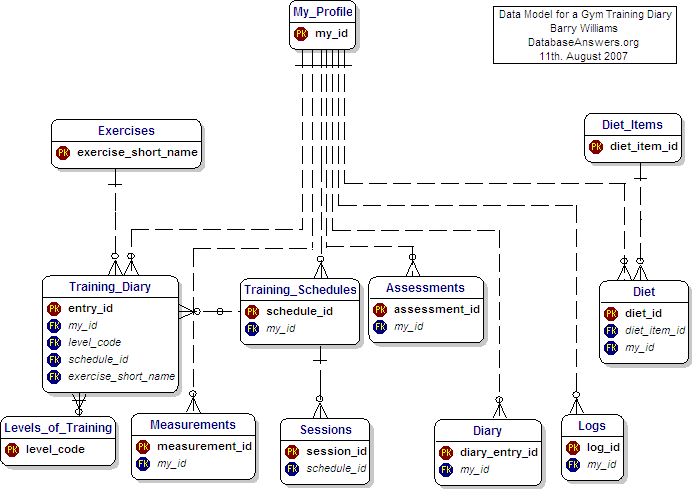 My_Profile
PK my_id
Data Model for a Gym Training Diary
Barry Williams
DatabaseAnswers.org
11th. August 2007
Exercises
PK exercise_short_name
Diet_Items
PK diet_item_id
Training_Diary
PK entry_id
FK my_id
FK level_code
FK schedule_id
FK exercise_short_name
Training_Schedules
PK schedule_id
FK my_id
Assessments
PK assessment_id
FK my_id
Diet
PK diet_id
FK diet_item_id
FK my_id
Levels_of_Training
PK level_code
Measurements
PK measurement_id
FK my_id
Sessions
PK session_id
FK schedule_id
Diary
PK diary_entry_id
FK my_id
Logs
PK log_id
FK my_id